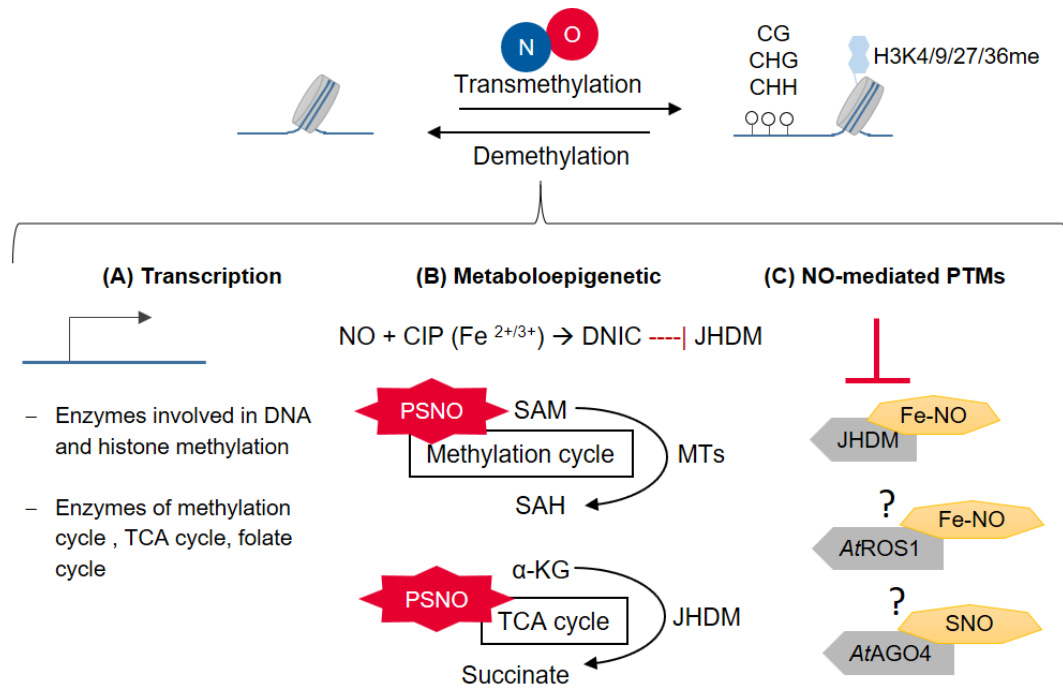 N O
Transmethylation
Demethylation
CG
CHG
CHH
H3K4/9/27/36me
(A) Transcription
– Enzymes involved in DNA
and histone methylation
– Enzymes of methylation
cycle , TCA cycle, folate
cycle
(B) Metaboloepigenetic
NO + CIP (Fe 2+/3+) → DNIC ----| JHDM
PSNO
SAM
Methylation cycle
MTs
SAH
α-KG
PSNO
TCA cycle
JHDM
Succinate
(C) NO-mediated PTMs
Fe-NO
JHDM
?
Fe-NO
AtROS1
?
SNO
AtAGO4